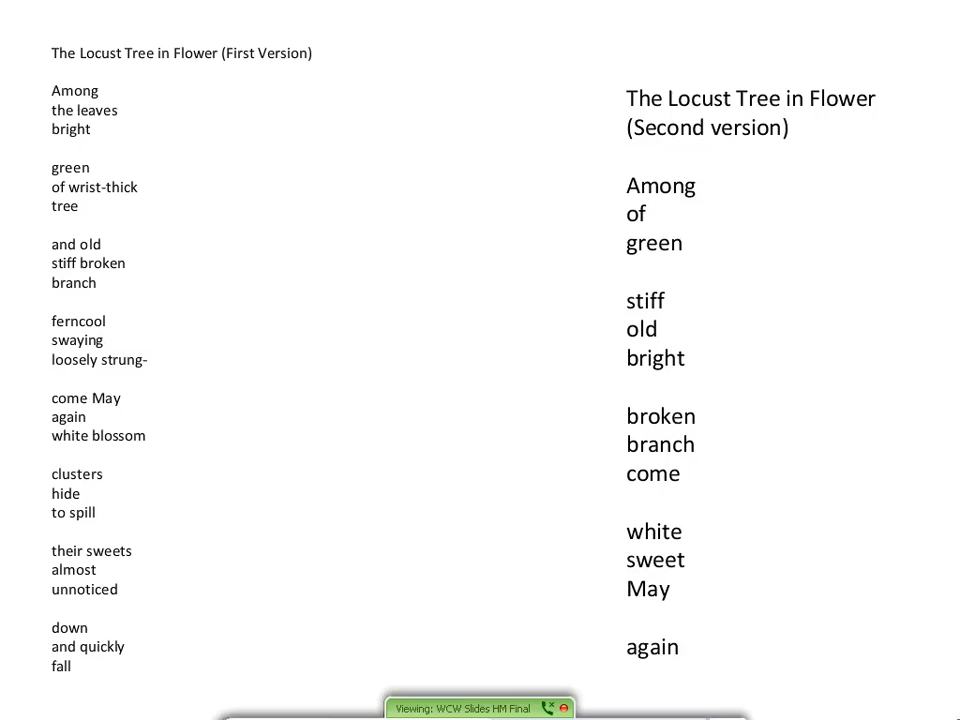 The Locust Tree in Flower (First Version)
Among
the leaves
bright
green
of wrist-thick
tree
and old
stiff broken
branch
ferncool
swaying
loosely strung-
come May
again
white blossom
clusters
hide
to spill
their sweets
almost
unnoticed
down
and quickly
fall
The Locust Tree in Flower
(Second version)
Among
of
green
stiff
old
bright
broken
branch
come
white
sweet
May
again
Viewing: WCW Slides HM Final